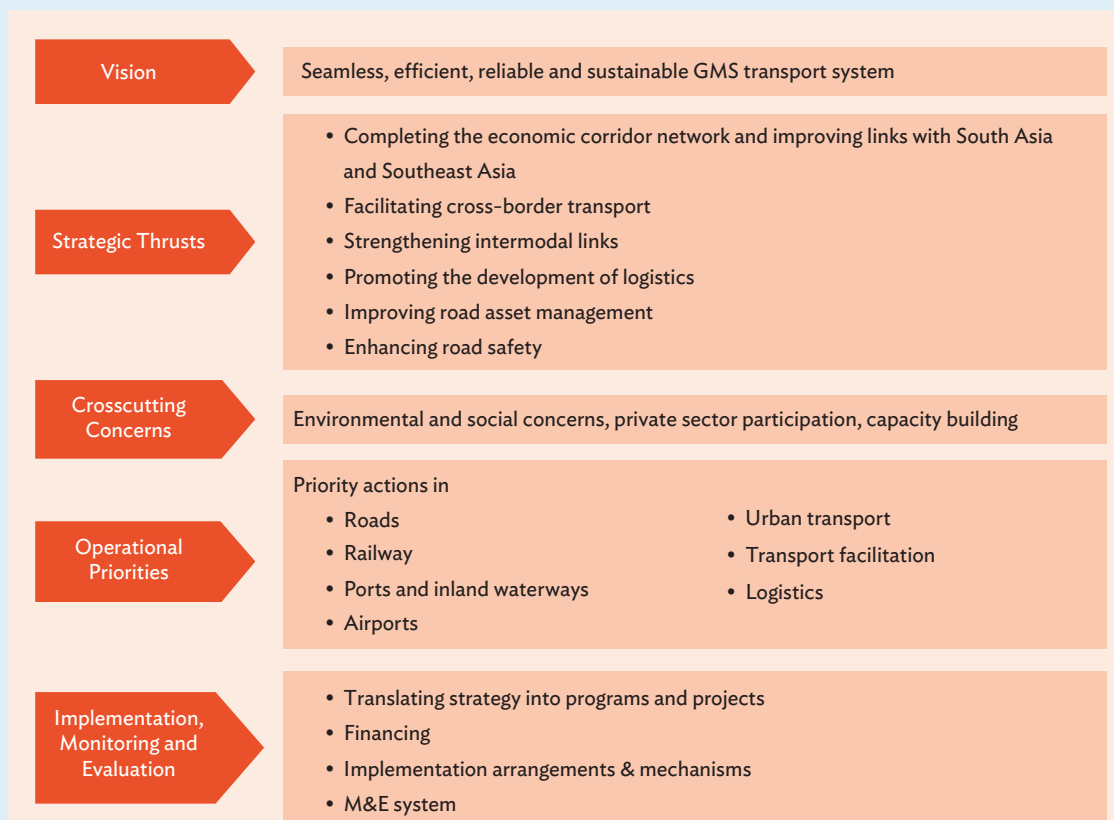 Vision
Seamless, efficient, reliable and sustainable GMS transport system
Strategic Thrusts
• Completing the economic corridor network and improving links with South Asia
and Southeast Asia
• Facilitating cross-border transport
• Strengthening intermodal links
• Promoting the development of logistics
• Improving road asset management
• Enhancing road safety
Crosscutting
Concerns
Environmental and social concerns, private sector participation, capacity building
Operational
Priorities
Priority actions in
• Roads
• Railway
• Ports and inland waterways
• Airports
• Urban transport
• Transport facilitation
• Logistics
Implementation,
Monitoring and
Evaluation
• Translating strategy into programs and projects
• Financing
• Implementation arrangements & mechanisms
• M&E system